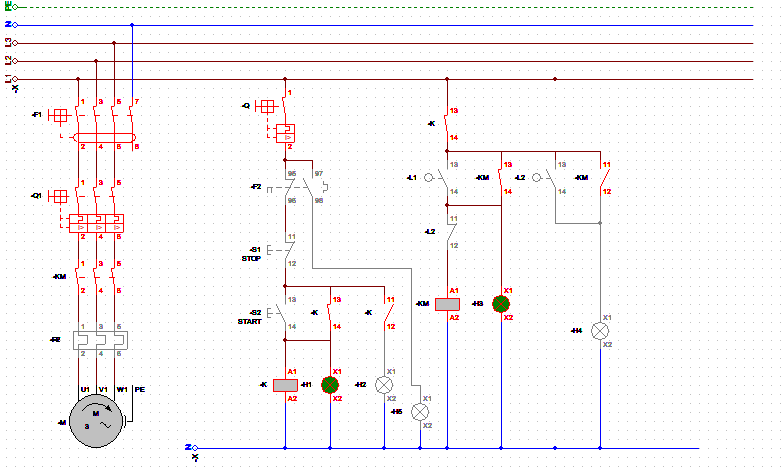 PE
N
L3
L2
L1
-X
-F1
1 3 5 7
2 4 6 8
-Q1
1 3 5
2 4 6
-KM
1 3 5
2 4 6
1 3 5
2 4 6
U1 V1 W1 PE
-M
M
3
-Q
1
2
-F2
95 97
96 98
-S1
STOP
11
12
-S2
START
13
14
-K
13
14
-K
11
12
-K
A1
A2
-H1
X1
X2
-H2
X1
X2
-H5
X1
X2
-K
13
14
-L1
13
14
-KM
13
14
-L2
13
14
-KM
11
12
-L2
11
12
-KM
A1
A2
-H3
X1
X2
-H4
X1
X2
N
-X